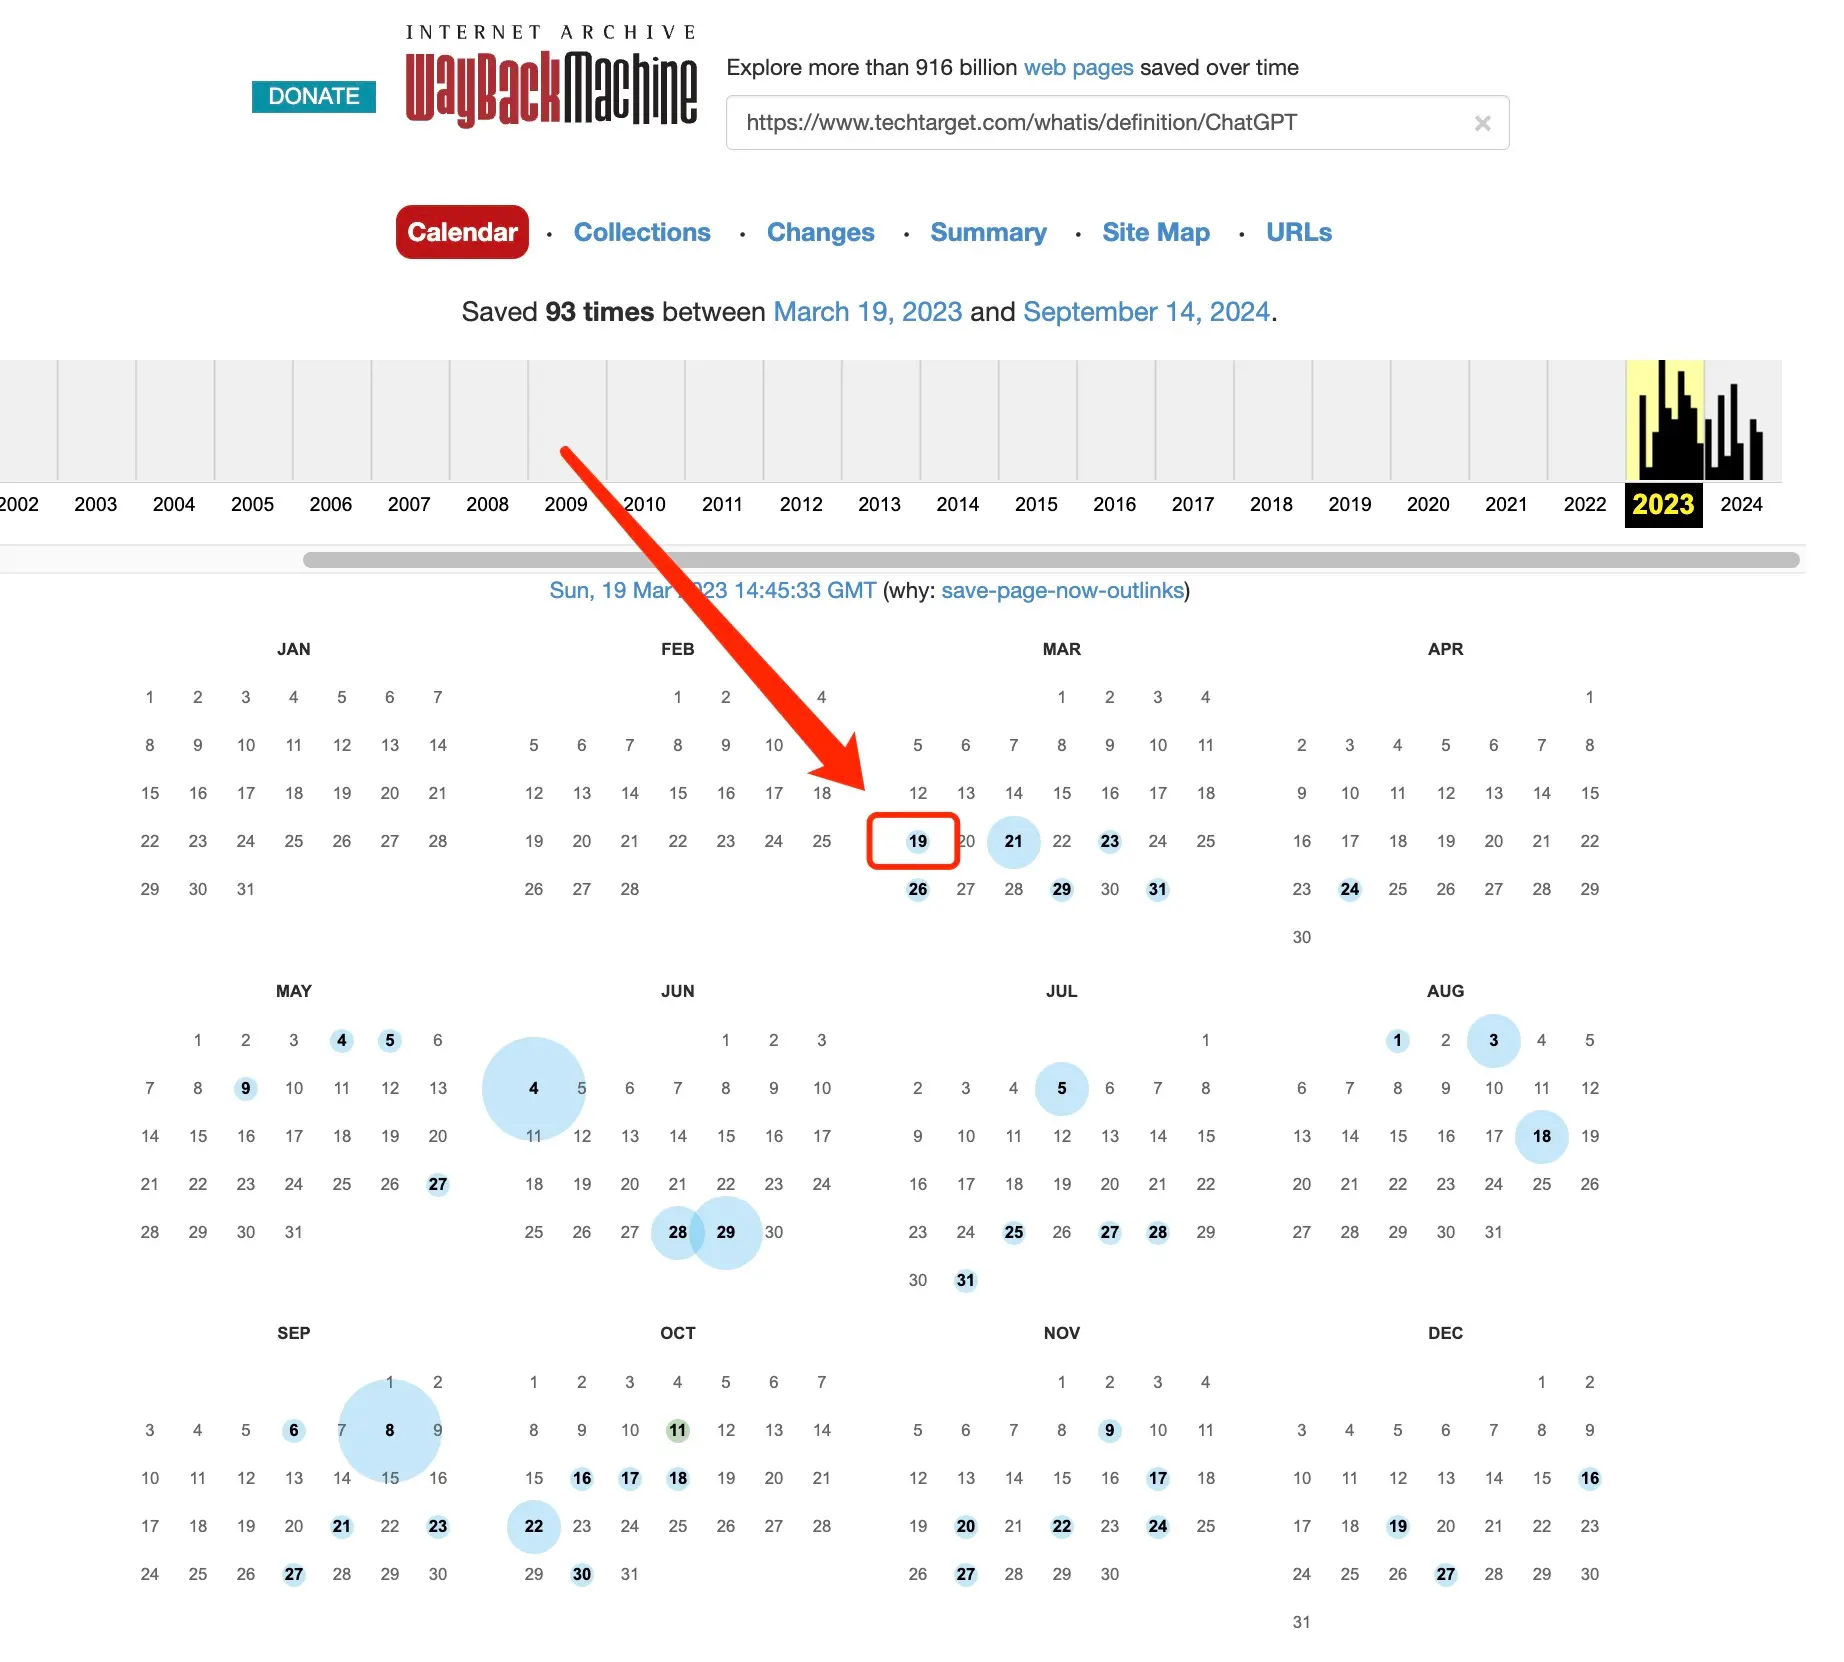 INTERNET ARCHIVE
WayBackMachine
DONATE
Explore more than 916 billion web pages saved over time
https://www.techtarget.com/whatis/definition/ChatGPT ×
Calendar · Collections · Changes · Summary · Site Map · URLs
Saved 93 times between March 19, 2023 and September 14, 2024.
2002 2003 2004 2005 2006 2007 2008 2009 2010 2011 2012 2013 2014 2015 2016 2017 2018 2019 2020 2021 2022 2023 2024
Sun, 19 Mar 23 14:45:33 GMT (why: save-page-now-outlinks)
JAN
1 2 3 4 5 6 7
8 9 10 11 12 13 14
15 16 17 18 19 20 21
22 23 24 25 26 27 28
29 30 31
FEB
1 2 4
5 6 7 8 9 10
12 13 14 15 16 17 18
19 20 21 22 23 24 25
26 27 28
MAR
1 2 3 4
5 6 7 8 9 10 11
12 13 14 15 16 17 18
19 20 21 22 23 24 25
26 27 28 29 30 31
APR
1
2 3 4 5 6 7 8
9 10 11 12 13 14 15
16 17 18 19 20 21 22
23 24 25 26 27 28 29
30
MAY
1 2 3 4 5 6
7 8 9 10 11 12 13
14 15 16 17 18 19 20
21 22 23 24 25 26 27
28 29 30 31
JUN
1 2 3
4 5 6 7 8 9 10
11 12 13 14 15 16 17
18 19 20 21 22 23 24
25 26 27 28 29 30
JUL
1
2 3 4 5 6 7 8
9 10 11 12 13 14 15
16 17 18 19 20 21 22
23 24 25 26 27 28 29
30 31
AUG
1 2 3 4 5
6 7 8 9 10 11 12
13 14 15 16 17 18 19
20 21 22 23 24 25 26
27 28 29 30 31
SEP
1 2
3 4 5 6 7 8 9
10 11 12 13 14 15 16
17 18 19 20 21 22 23
24 25 26 27 28 29 30
OCT
1 2 3 4 5 6 7
8 9 10 11 12 13 14
15 16 17 18 19 20 21
22 23 24 25 26 27 28
29 30 31
NOV
1 2 3 4
5 6 7 8 9 10 11
12 13 14 15 16 17 18
19 20 21 22 23 24 25
26 27 28 29 30
DEC
1 2
3 4 5 6 7 8 9
10 11 12 13 14 15 16
17 18 19 20 21 22 23
24 25 26 27 28 29 30
31